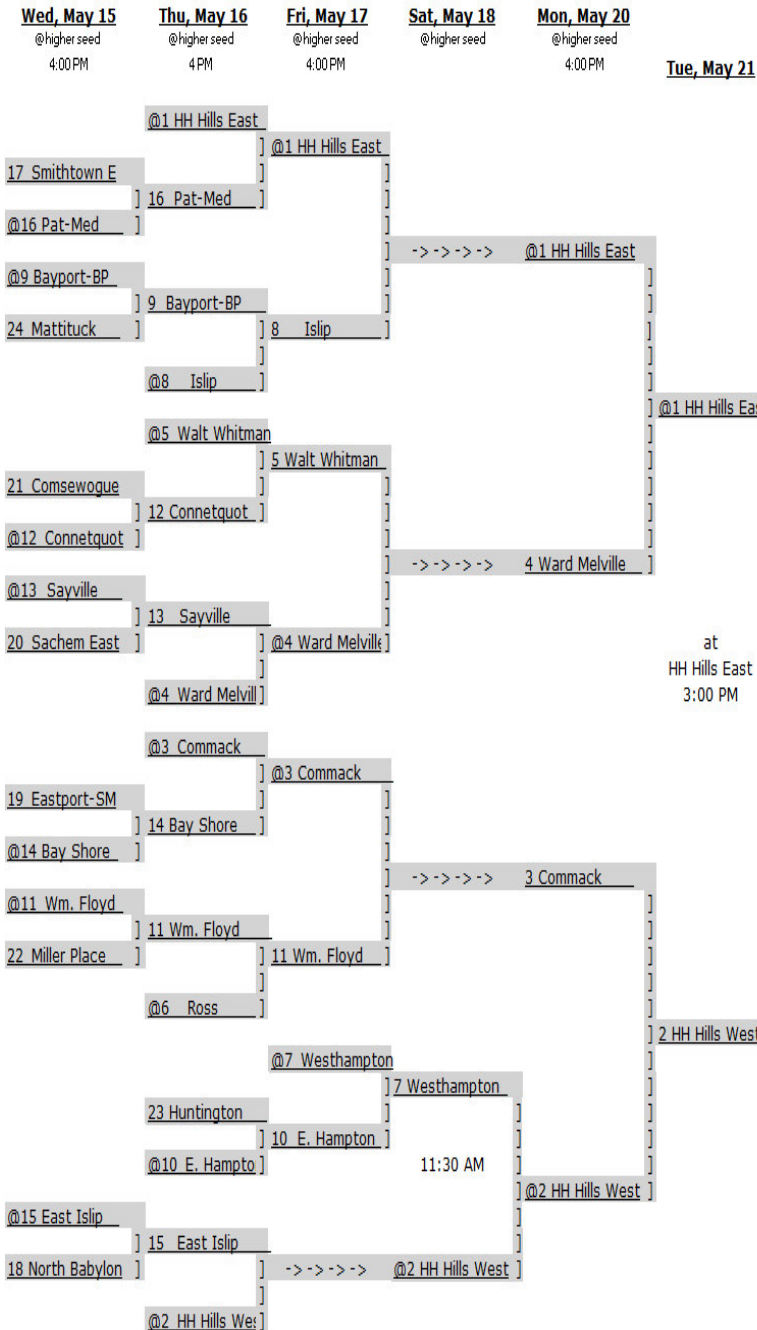 Wed, May 15 Thu, May 16 Fri, May 17 Sat, May 18 Mon, May 20
@higher seed @higher seed @higher seed @higher seed @higher seed
4:00 PM 4 PM 4:00 PM 4:00 PM
Tue, May 21
@1 HH Hills East
] @1 HH Hills East
17 Smithtown E
] 16 Pat-Med ]
@16 Pat-Med ]
-> -> -> -> @1 HH Hills East
@9 Bayport-BP
] 9 Bayport-BP
24 Mattituck ] ] 8 Islip ]
@8 Islip ]
] @1 HH Hills Eas
@5 Walt Whitman
] 5 Walt Whitman
21 Comsewogue
] 12 Connetquot ]
@12 Connetquot ]
-> -> -> -> 4 Ward Melville ]
@13 Sayville
] 13 Sayville
20 Sachem East ] ] @4 Ward Melville ]
at
HH Hills East
@4 Ward Melvill ] 3:00 PM
@3 Commack
] @3 Commack
19 Eastport-SM
] 14 Bay Shore ]
@14 Bay Shore ]
-> -> -> -> 3 Commack
@11 Wm. Floyd
] 11 Wm. Floyd
22 Miller Place ] ] 11 Wm. Floyd ]
@6 Ross ]
] 2 HH Hills West
@7 Westhampton
] 7 Westhampton
23 Huntington
] 10 E. Hampton ]
@10 E. Hampto ] 11:30 AM
] @2 HH Hills West ]
@15 East Islip
] 15 East Islip
18 North Babylon ] ] -> -> -> -> @2 HH Hills West ]
@2 HH Hills Wes ]